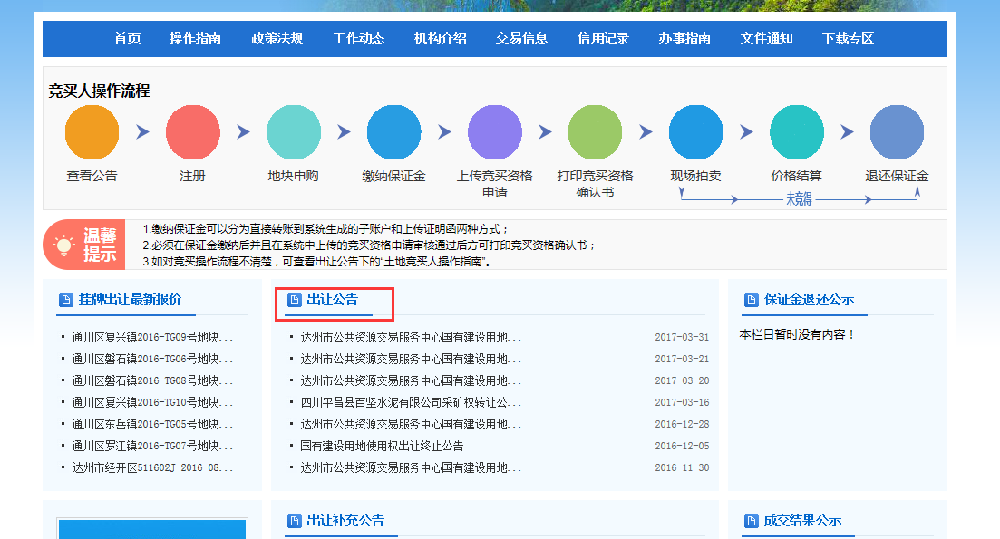 首页 操作指南 政策法规 工作动态 机构介绍 交易信息 信用记录 办事指南 文件通知 下载专区
竞买人操作流程
查看公告 注册 地块申购 缴纳保证金 上传竞买资格申请 打印竞买资格确认书 现场拍卖 价格结算 退还保证金
未竞得
温馨提示
1.缴纳保证金可以分为直接转账到系统生成的子账户和上传证明函两种方式；
2.必须在保证金缴纳后并且在系统中上传的竞买资格申请审核通过后方可打印竞买资格确认书；
3.如对竞买操作流程不清楚，可查看出让公告下的“土地竞买人操作指南”。
挂牌出让最新报价
通川区复兴镇2016-TG09号地块...
通川区磐石镇2016-TG06号地块...
通川区磐石镇2016-TG08号地块...
通川区复兴镇2016-TG10号地块...
通川区东岳镇2016-TG05号地块...
通川区罗江镇2016-TG07号地块...
达州市经开区511602J-2016-08...
出让公告
达州市公共资源交易服务中心国有建设用地... 2017-03-31
达州市公共资源交易服务中心国有建设用地... 2017-03-21
达州市公共资源交易服务中心国有建设用地... 2017-03-20
四川平昌县百坚水泥有限公司采矿权转让公... 2017-03-16
达州市公共资源交易服务中心国有建设用地... 2016-12-28
国有建设用地使用权出让终止公告 2016-12-05
达州市公共资源交易服务中心国有建设用地... 2016-11-30
保证金退还公示
本栏目暂时没有内容！
出让补充公告
成交结果公示